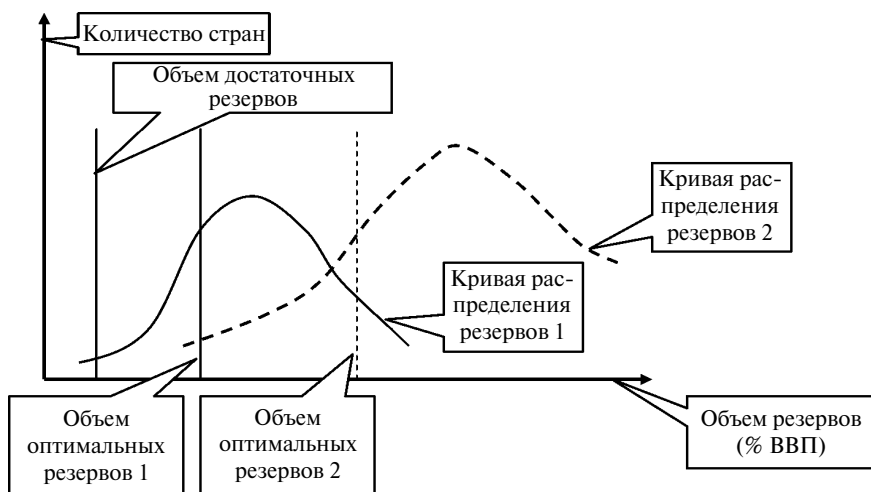 Количество стран
Объем достаточных
резервов
Кривая рас-
пределения
резервов 2
Кривая рас-
пределения
резервов 1
Объем
оптимальных
резервов 1
Объем
оптимальных
резервов 2
Объем резервов
(% ВВП)